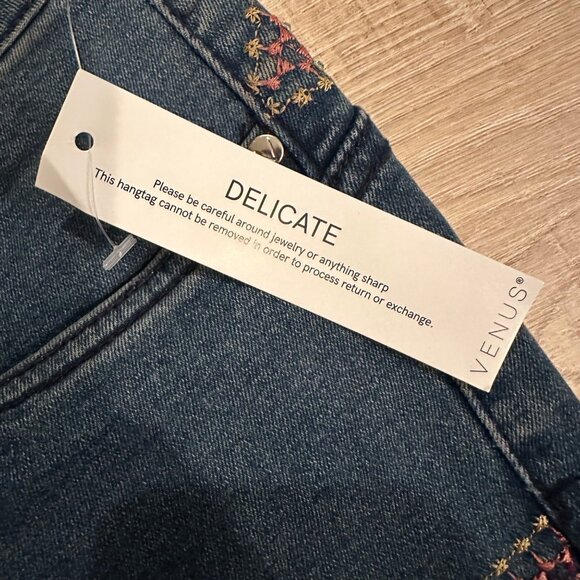 DELICATE
Please be careful around jewelry or anything sharp
This hangtag cannot be removed in order to process return or exchange.
VENUS®